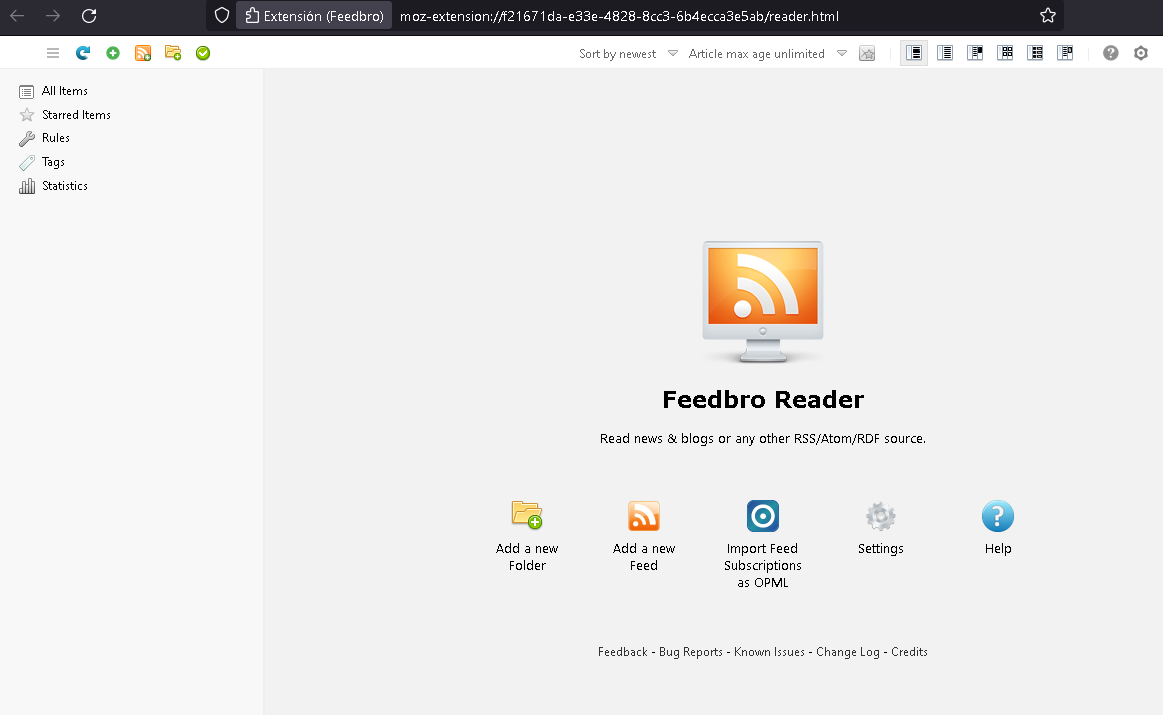 Extensión (Feedbro) moz-extension://f21671da-e33e-4828-8cc3-6b4ecca3e5ab/reader.html
Sort by newest Article max age unlimited
All Items
Starred Items
Rules
Tags
Statistics
Feedbro Reader
Read news & blogs or any other RSS/Atom/RDF source.
Add a new
Folder
Add a new
Feed
Import Feed
Subscriptions
as OPML
Settings
Help
Feedback - Bug Reports - Known Issues - Change Log - Credits